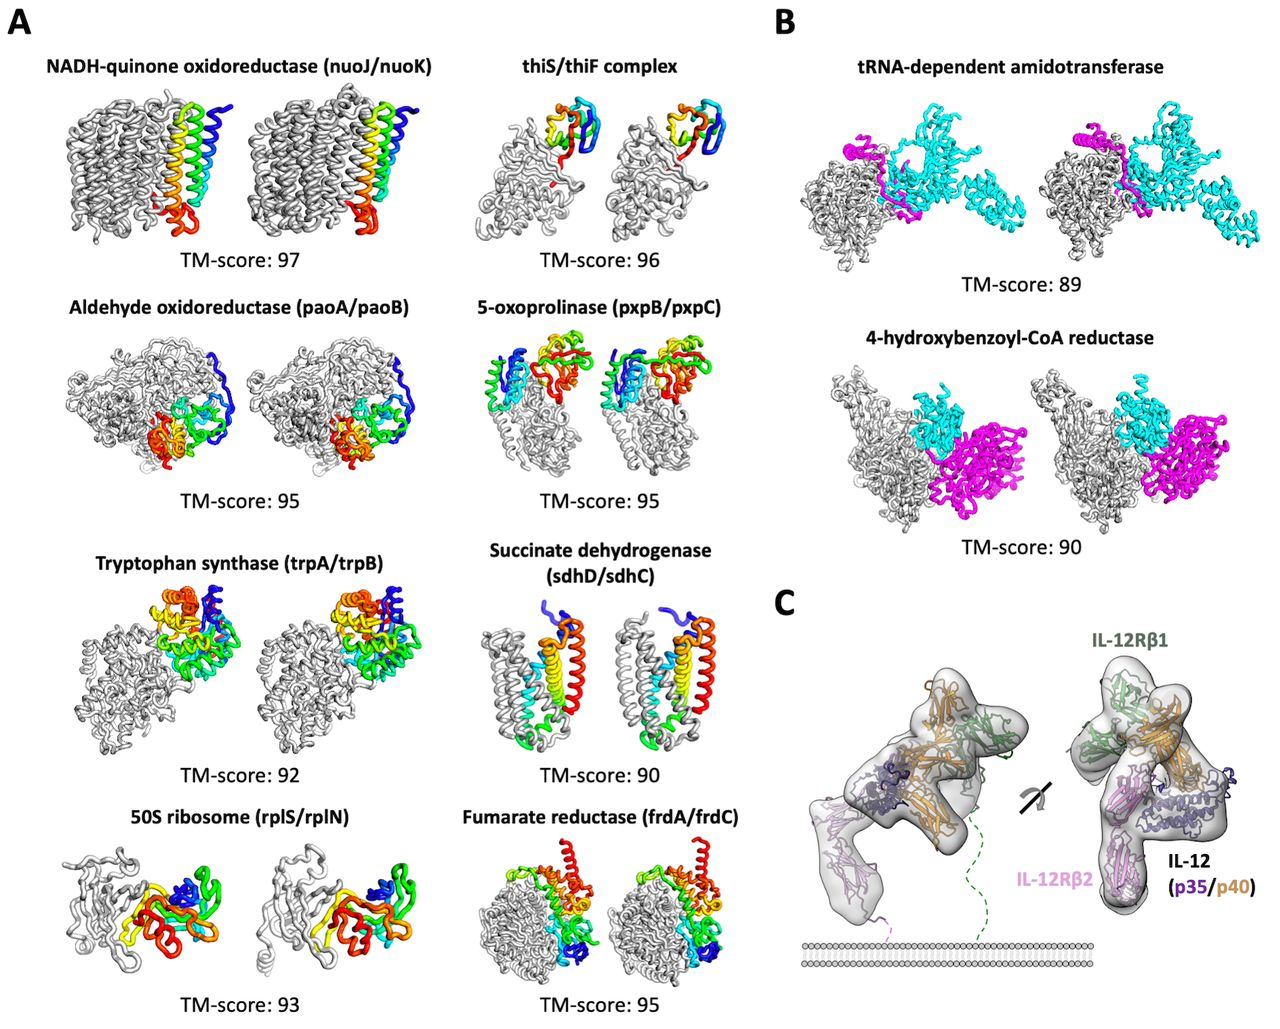 A
NADH-quinone oxidoreductase (nuoJ/nuoK)
TM-score: 97
thiS/thiF complex
TM-score: 96
Aldehyde oxidoreductase (paoA/paoB)
TM-score: 95
5-oxoprolinase (pxpB/pxpC)
TM-score: 95
Tryptophan synthase (trpA/trpB)
TM-score: 92
Succinate dehydrogenase
(sdhD/sdhC)
TM-score: 90
50S ribosome (rplS/rplN)
TM-score: 93
Fumarate reductase (frdA/frdC)
TM-score: 95
B
tRNA-dependent amidotransferase
TM-score: 89
4-hydroxybenzoyl-CoA reductase
TM-score: 90
C
IL-12Rβ1
IL-12Rβ2
IL-12
(p35/p40)